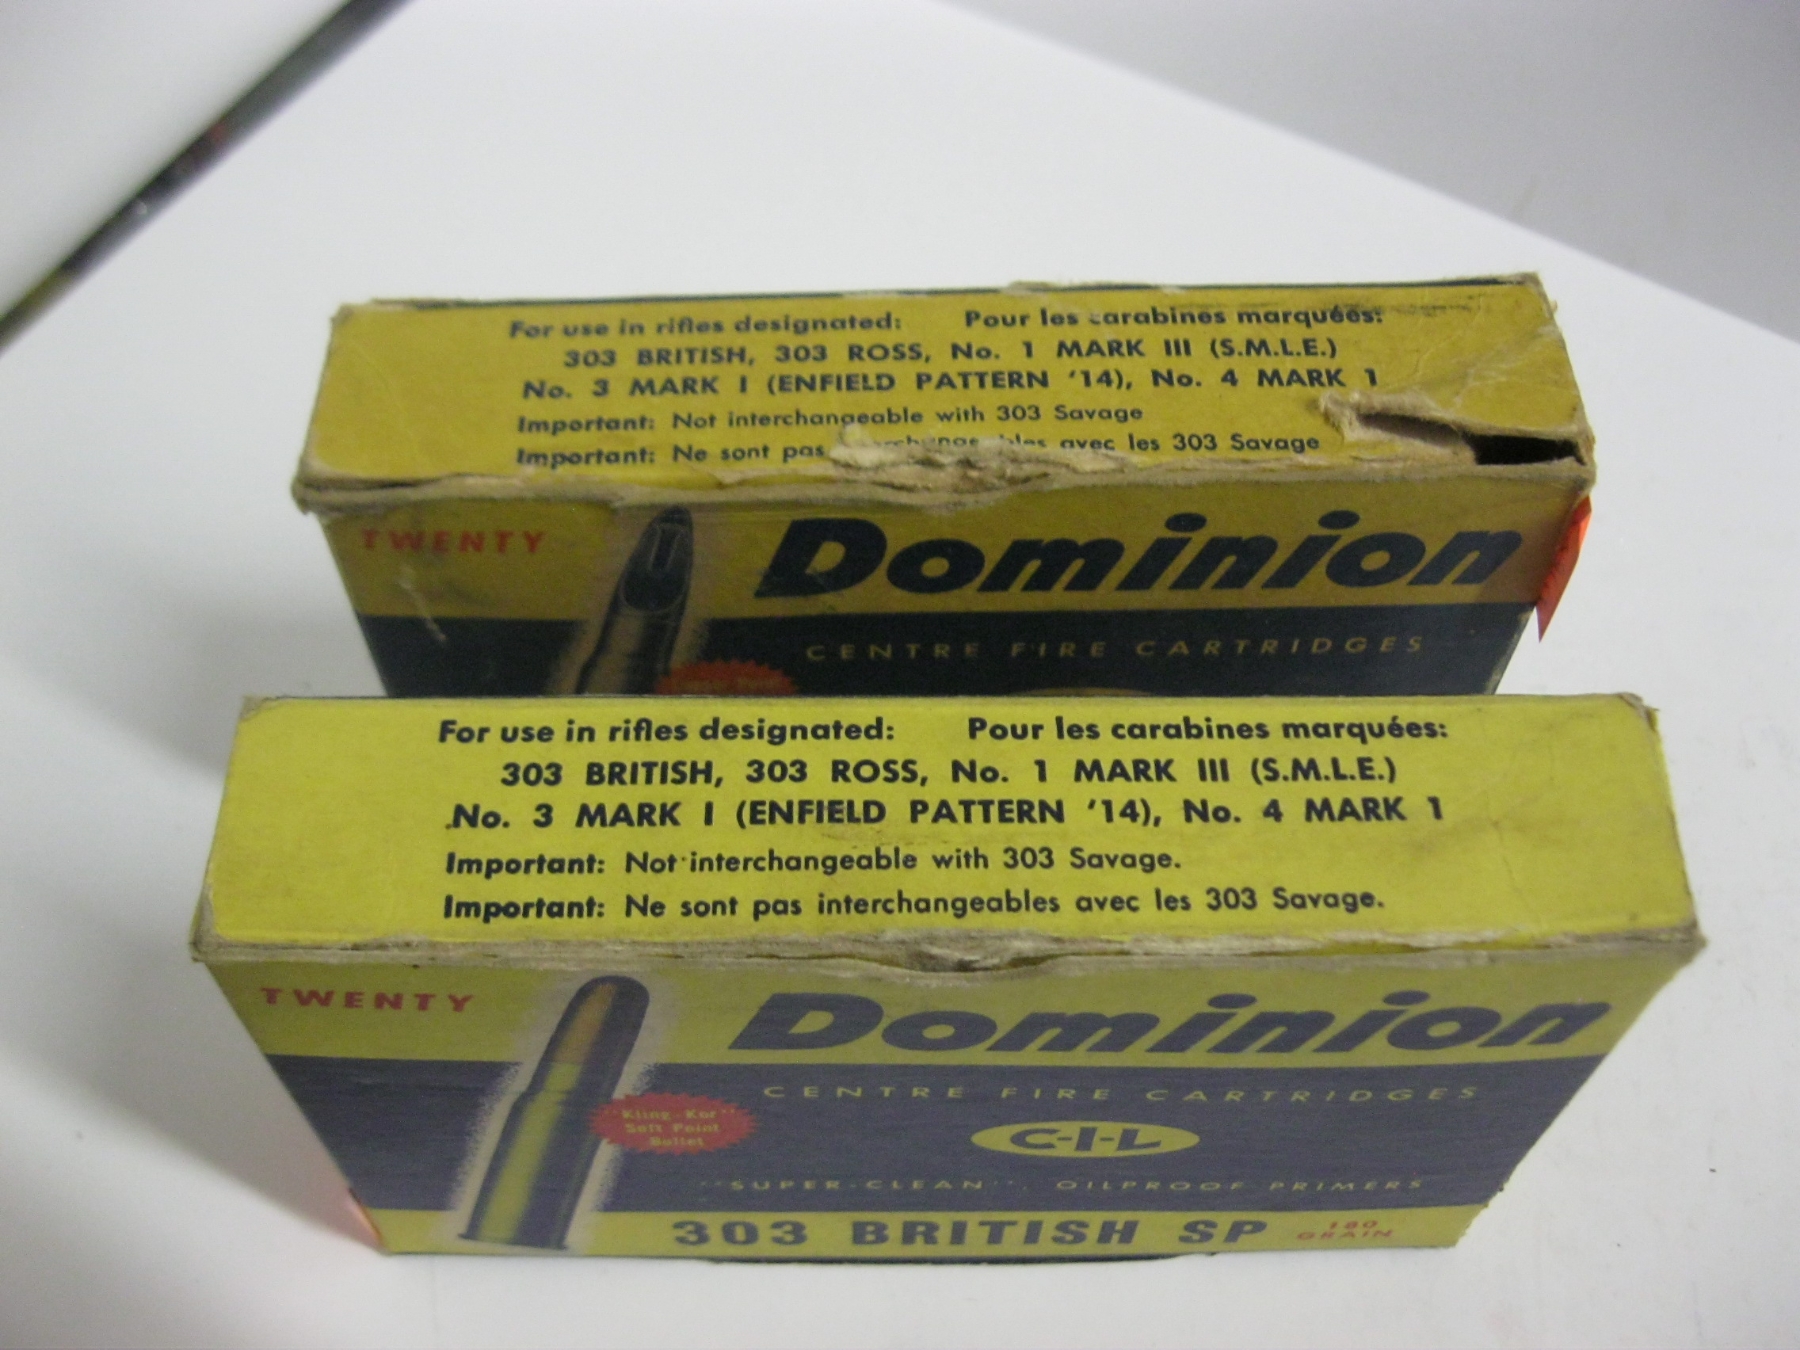 For use in rifles designated: Pour les carabines marquées:
303 BRITISH, 303 ROSS, No. 1 MARK III (S.M.L.E.)
No. 3 MARK I (ENFIELD PATTERN '14), No. 4 MARK 1
Important: Not interchangeable with 303 Savage
Important: Ne sont pas avec les 303 Savage
TWENTY
Dominion
CENTRE FIRE CARTRIDGES
For use in rifles designated: Pour les carabines marquées:
303 BRITISH, 303 ROSS, No. 1 MARK III (S.M.L.E.)
No. 3 MARK I (ENFIELD PATTERN '14), No. 4 MARK 1
Important: Not interchangeable with 303 Savage.
Important: Ne sont pas interchangeables avec les 303 Savage.
TWENTY
Dominion
CENTRE FIRE CARTRIDGES
"Kling-Kor"
Soft Point
Bullet
C-I-L
"SUPER-CLEAN", OILPROOF PRIMERS
303 BRITISH SP
180
GRAIN